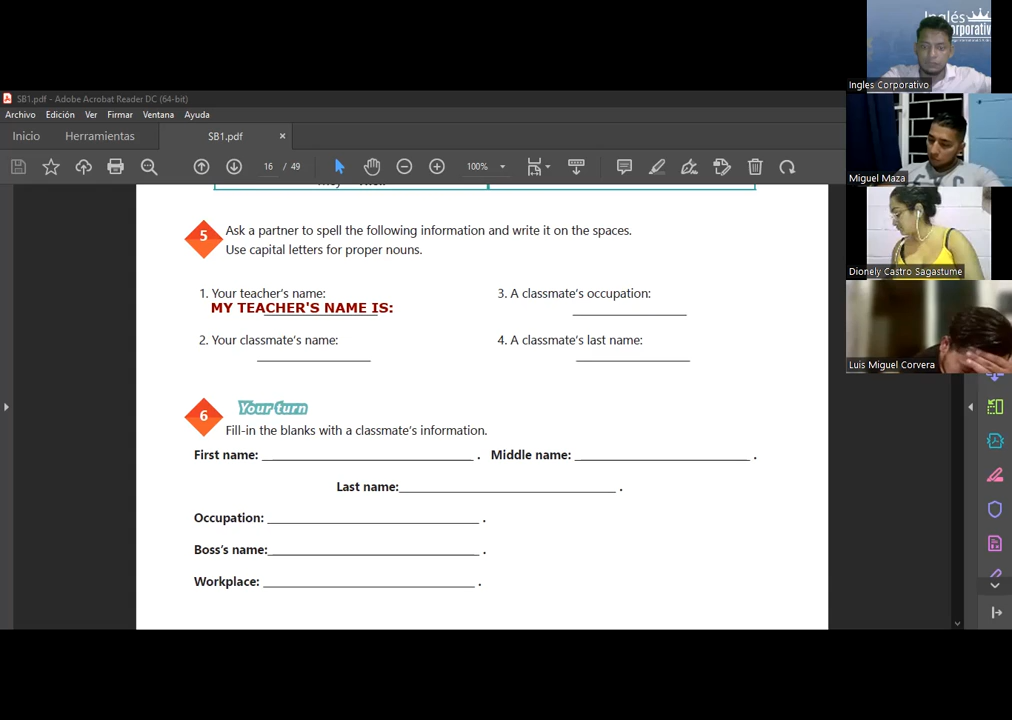 SB1.pdf - Adobe Acrobat Reader DC (64-bit)
Archivo Edición Ver Firmar Ventana Ayuda
Inicio Herramientas SB1.pdf ×
16 / 49 100%
5 Ask a partner to spell the following information and write it on the spaces.
Use capital letters for proper nouns.
1. Your teacher's name:
MY TEACHER'S NAME IS:
3. A classmate's occupation:
2. Your classmate's name:
4. A classmate's last name:
6 Your turn
Fill-in the blanks with a classmate's information.
First name: . Middle name: .
Last name: .
Occupation: .
Boss's name: .
Workplace: .
Inglés
Ingles Corporativo
Miguel Maza
Dionely Castro Sagastume
Luis Miguel Corvera